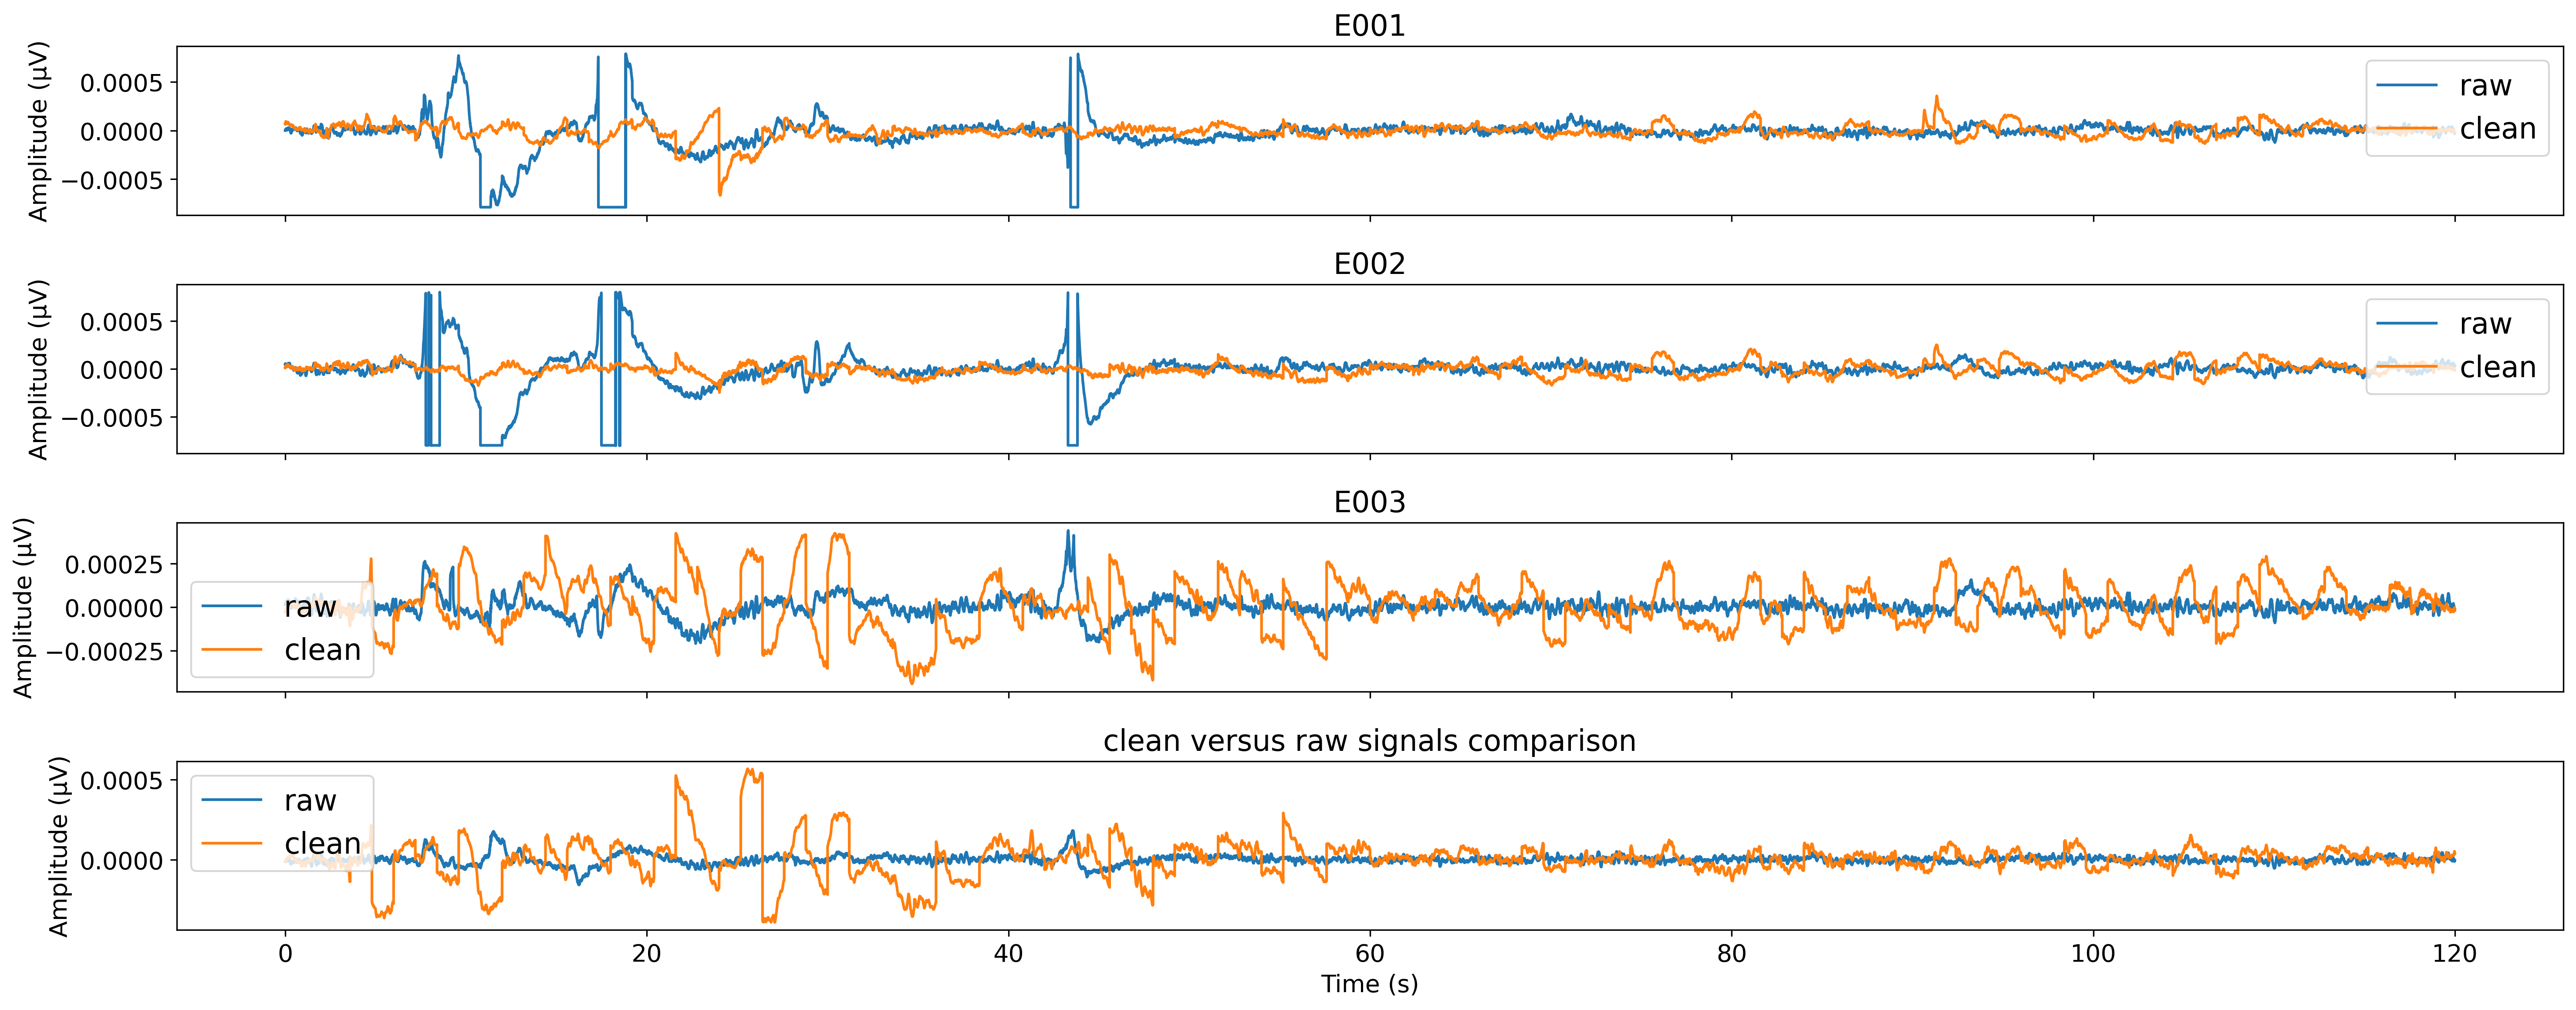 E001
Amplitude (µV)
0.0005
0.0000
−0.0005
raw
clean
E002
Amplitude (µV)
0.0005
0.0000
−0.0005
raw
clean
E003
Amplitude (µV)
0.00025
0.00000
−0.00025
raw
clean
clean versus raw signals comparison
Amplitude (µV)
0.0005
0.0000
raw
clean
0 20 40 60 80 100 120
Time (s)